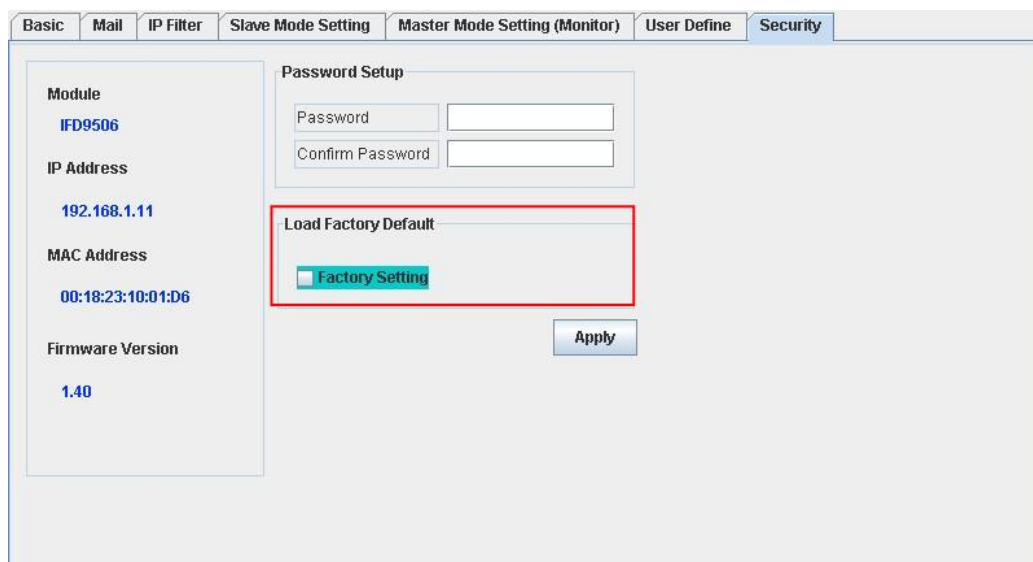 Basic Mail IP Filter Slave Mode Setting Master Mode Setting (Monitor) User Define Security
Module
IFD9506
IP Address
192.168.1.11
MAC Address
00:18:23:10:01:D6
Firmware Version
1.40
Password Setup
Password
Confirm Password
Load Factory Default
Factory Setting
Apply